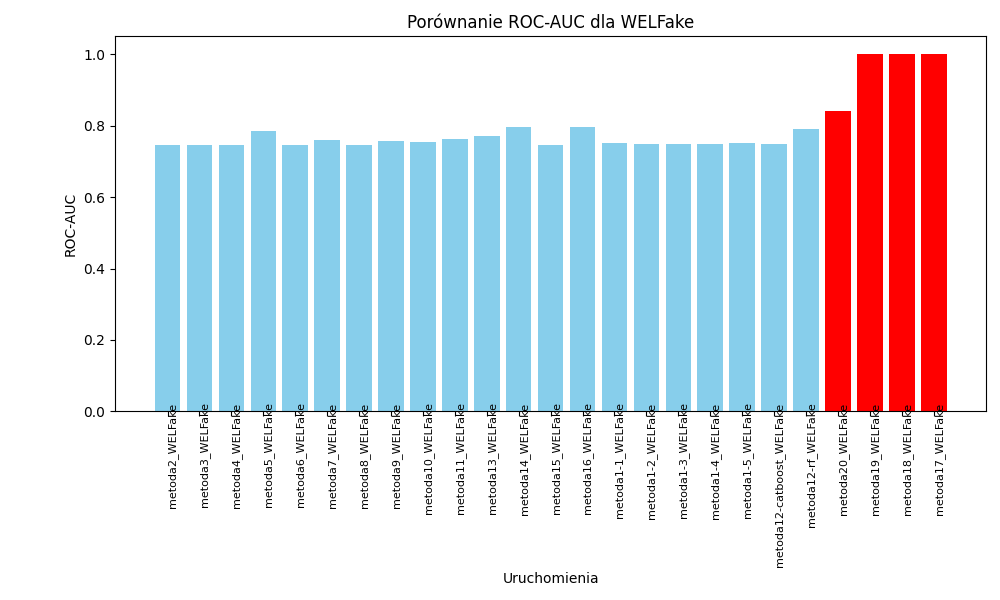 Porównanie ROC-AUC dla WELFake
ROC-AUC
1.0
0.8
0.6
0.4
0.2
0.0
metoda2_WELFake
metoda3_WELFake
metoda4_WELFake
metoda5_WELFake
metoda6_WELFake
metoda7_WELFake
metoda8_WELFake
metoda9_WELFake
metoda10_WELFake
metoda11_WELFake
metoda13_WELFake
metoda14_WELFake
metoda15_WELFake
metoda16_WELFake
metoda1-1_WELFake
metoda1-2_WELFake
metoda1-3_WELFake
metoda1-4_WELFake
metoda1-5_WELFake
metoda12-catboost_WELFake
metoda12-rf_WELFake
metoda20_WELFake
metoda19_WELFake
metoda18_WELFake
metoda17_WELFake
Uruchomienia